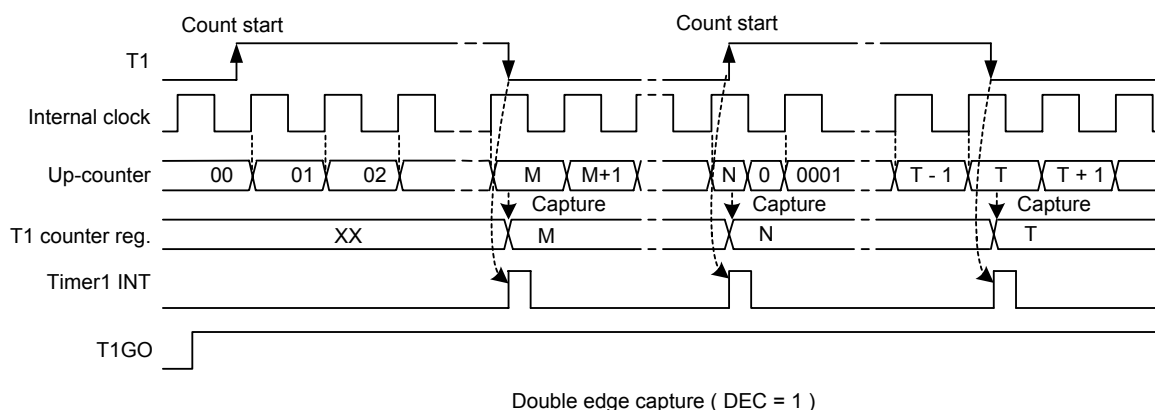 Count start
Count start
T1
Internal clock
Up-counter 00 01 02 M M+1 N 0 0001 T - 1 T T + 1
Capture Capture Capture
T1 counter reg. XX M N T
Timer1 INT
T1GO
Double edge capture ( DEC = 1 )